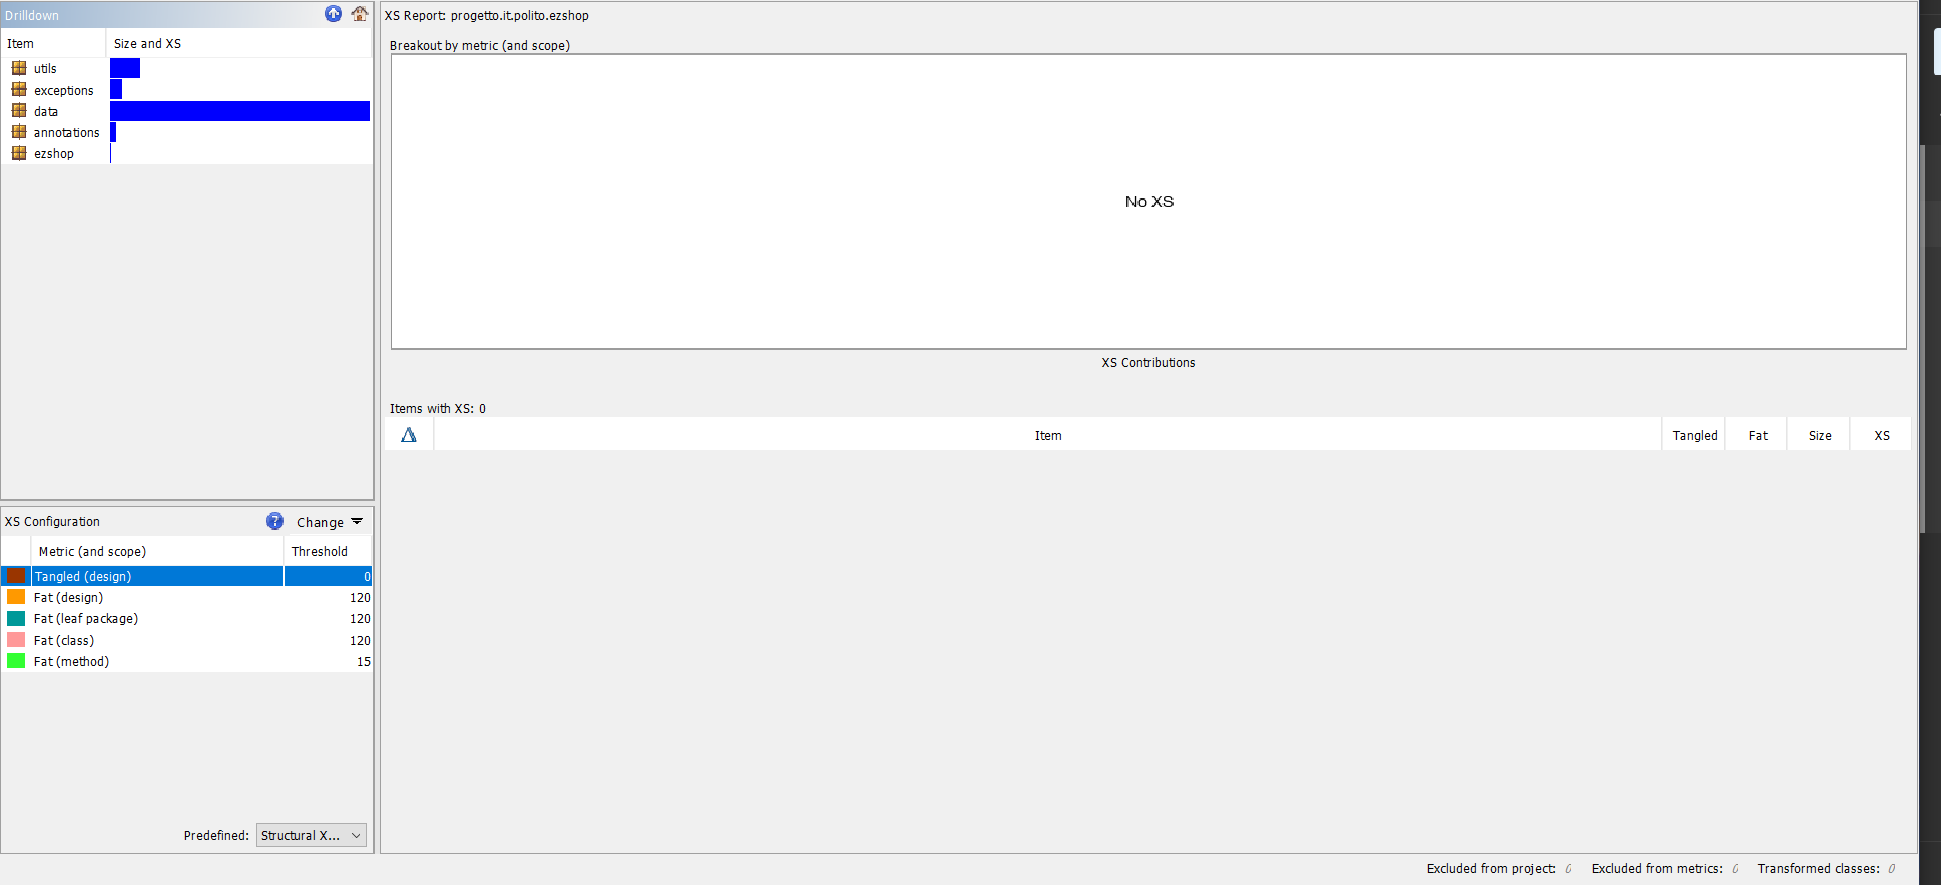 Drilldown
Item Size and XS
utils
exceptions
data
annotations
ezshop
XS Configuration ? Change
Metric (and scope) Threshold
Tangled (design) 0
Fat (design) 120
Fat (leaf package) 120
Fat (class) 120
Fat (method) 15
Predefined: Structural X...
XS Report: progetto.it.polito.ezshop
Breakout by metric (and scope)
No XS
XS Contributions
Items with XS: 0
Item Tangled Fat Size XS
Excluded from project: 0 Excluded from metrics: 0 Transformed classes: 0